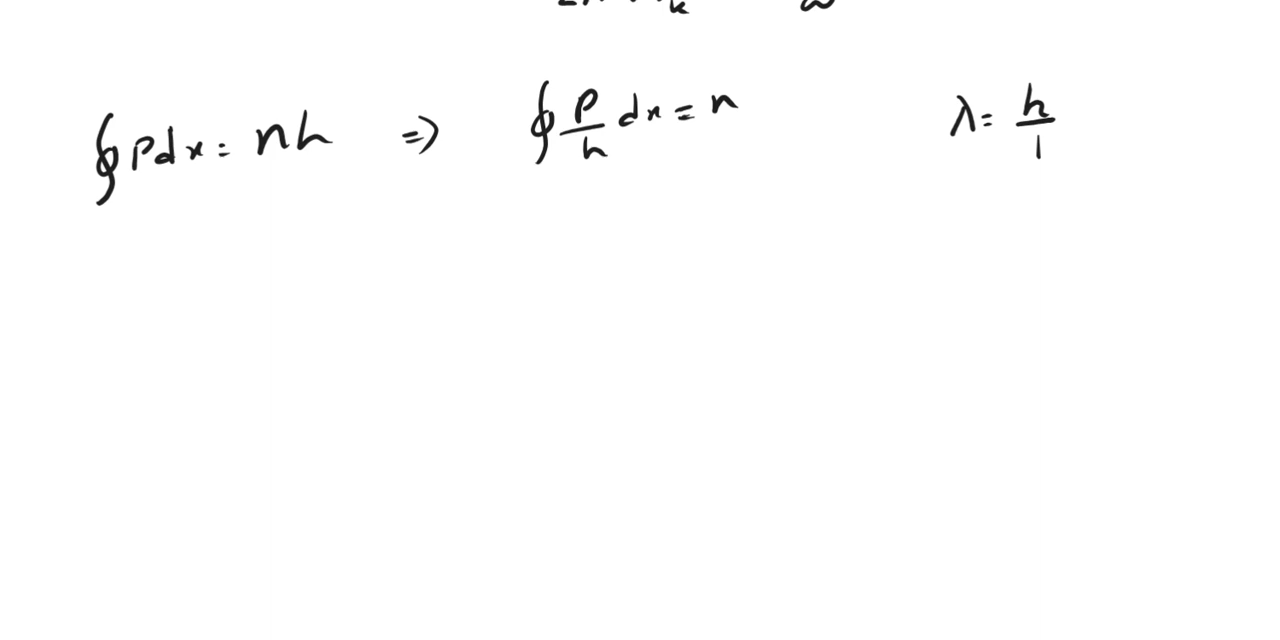 ∮ p dx = nh ⇒ ∮ p/h dx = n λ = h/